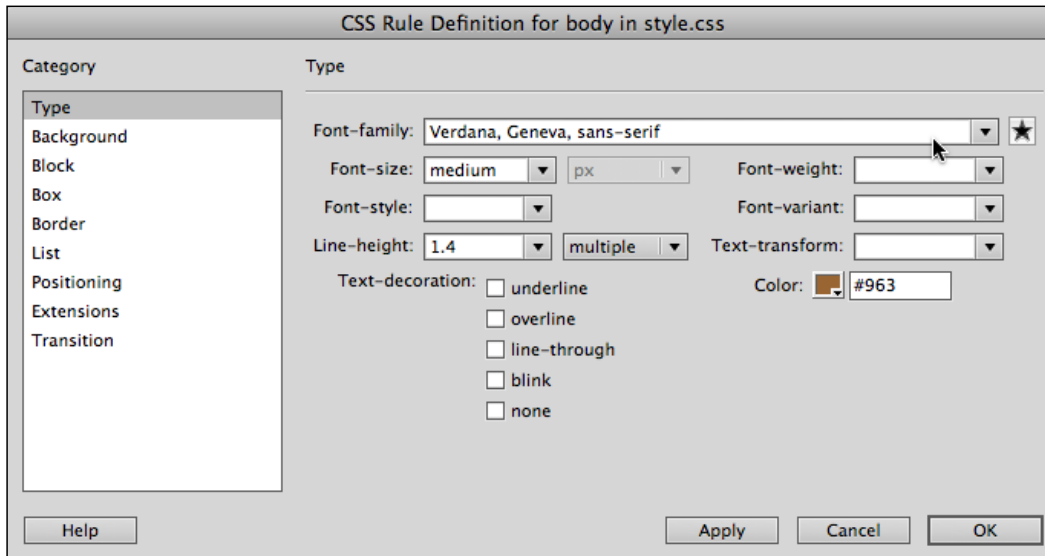 CSS Rule Definition for body in style.css
Category
Type
Type
Background
Block
Box
Border
List
Positioning
Extensions
Transition
Font-family: Verdana, Geneva, sans-serif
Font-size: medium px Font-weight:
Font-style: Font-variant:
Line-height: 1.4 multiple Text-transform:
Text-decoration: underline Color: #963
overline
line-through
blink
none
Help Apply Cancel OK